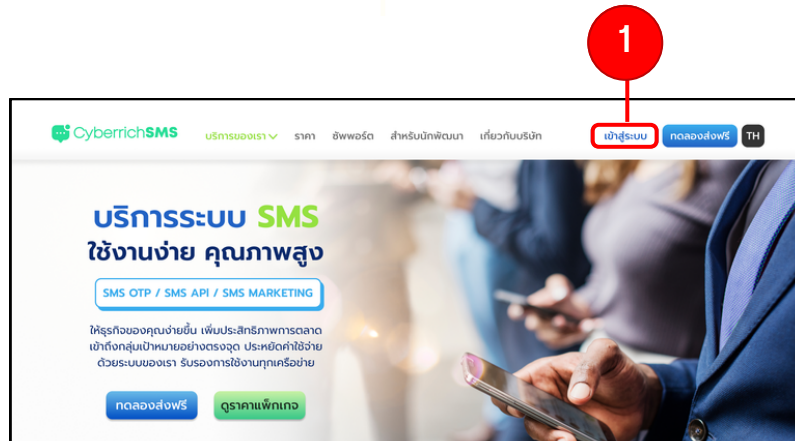 1
CyberrichSMS
บริการของเรา ราคา ซัพพอร์ต สำหรับนักพัฒนา เกี่ยวกับบริษัท เข้าสู่ระบบ ทดลองส่งฟรี TH
บริการระบบ SMS
ใช้งานง่าย คุณภาพสูง
SMS OTP / SMS API / SMS MARKETING
ให้ธุรกิจของคุณง่ายขึ้น เพิ่มประสิทธิภาพการตลาด
เข้าถึงกลุ่มเป้าหมายอย่างตรงจุด ประหยัดค่าใช้จ่าย
ด้วยระบบของเรา รับรองการใช้งานทุกเครือข่าย
ทดลองส่งฟรี ดูราคาแพ็กเกจ